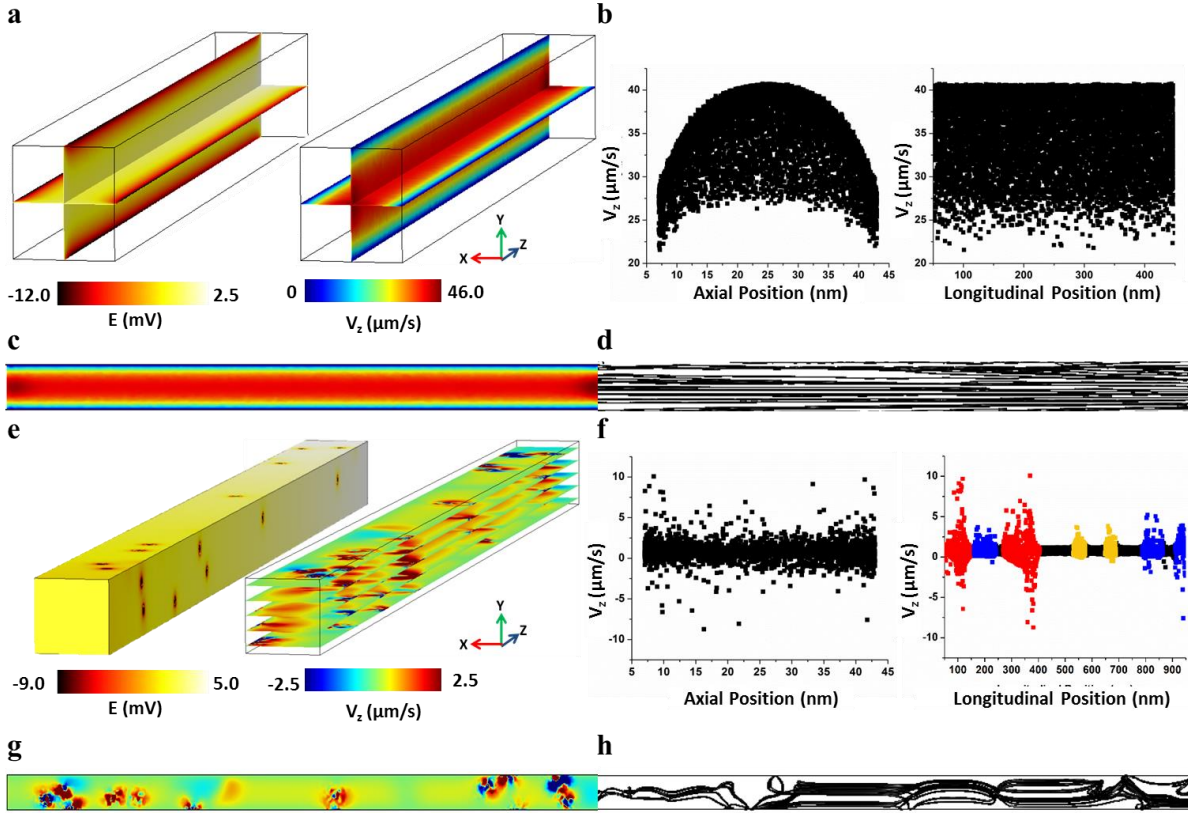 a
b
Y
Z
X
-12.0
2.5
E (mV)
0
46.0
Vz (µm/s)
Vz (µm/s)
40
35
30
25
20
5 10 15 20 25 30 35 40 45
Axial Position (nm)
Vz (µm/s)
40
35
30
25
20
100 200 300 400
Longitudinal Position (nm)
c
d
e
f
Y
Z
X
-9.0
5.0
E (mV)
-2.5
2.5
Vz (µm/s)
Vz (µm/s)
10
5
0
-5
-10
5 10 15 20 25 30 35 40 45
Axial Position (nm)
Vz (µm/s)
10
5
0
-5
-10
100 200 300 400 500 600 700 800 900
Longitudinal Position (nm)
g
h